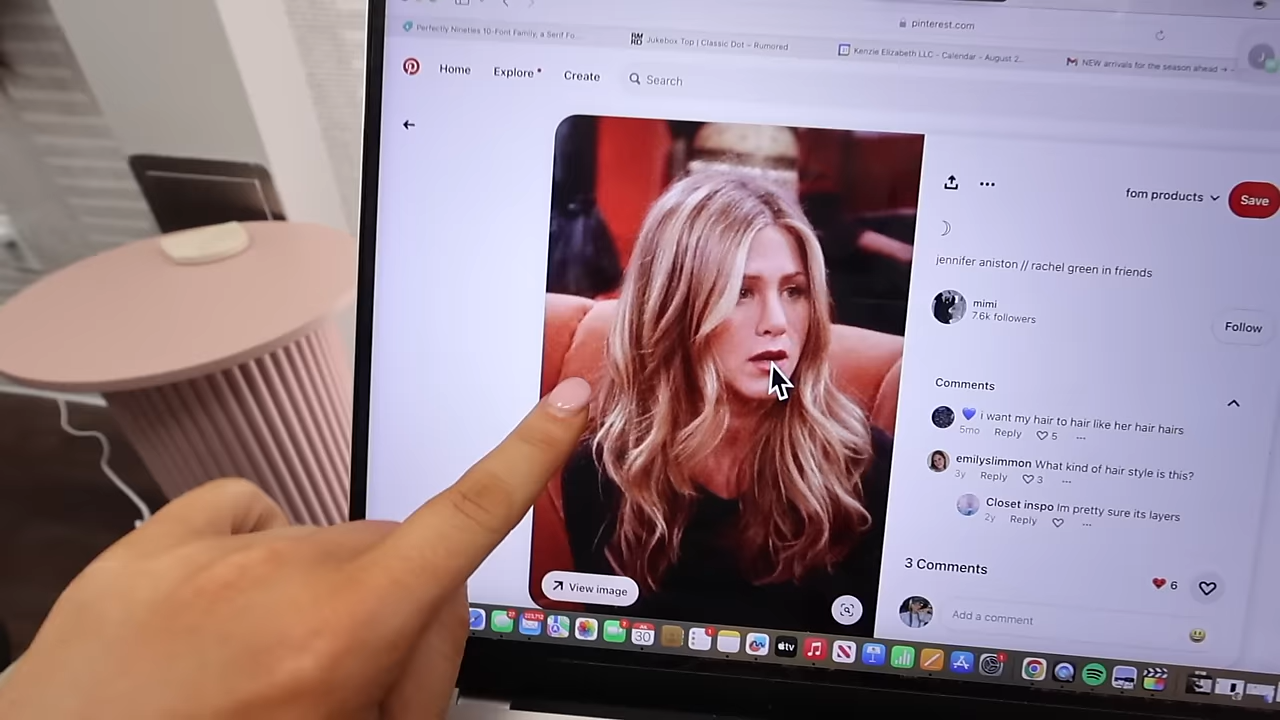 pinterest.com
Perfectly Nineties 10-Font Family, a Serif Fo...
RM
RD
Jukebox Top | Classic Dot – Rumored
Kenzie Elizabeth LLC - Calendar - August 2...
NEW arrivals for the season ahead →
Home
Explore
Create
Search
fom products
Save
jennifer aniston // rachel green in friends
mimi
7.6k followers
Follow
Comments
💙 i want my hair to hair like her hair hairs
5mo Reply 5 ...
emilyslimmon What kind of hair style is this?
3y Reply 3 ...
Closet inspo Im pretty sure its layers
2y Reply ...
3 Comments
6
Add a comment
View image
JUL
30
tv